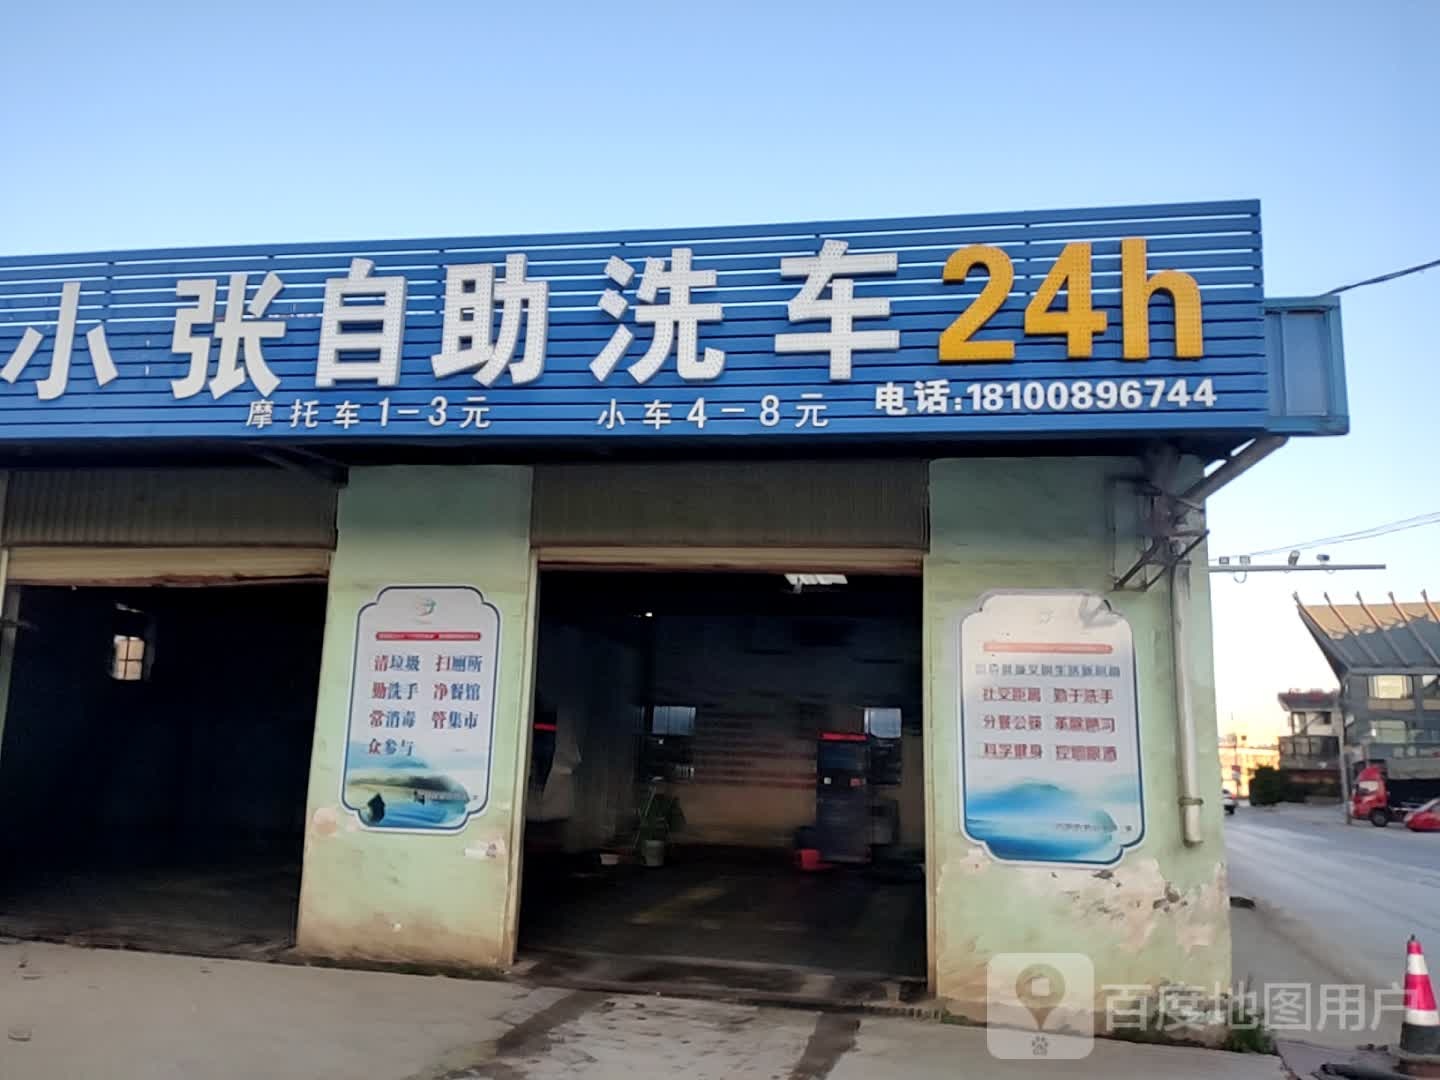 小张自助洗车24h
摩托车1-3元 小车4-8元 电话:18100896744
清垃圾 扫厕所
勤洗手 净餐馆
常消毒 管集市
众参与
社交距离 勤于洗手
分餐公筷 革除陋习
科学健身 控烟限酒
百度地图用户